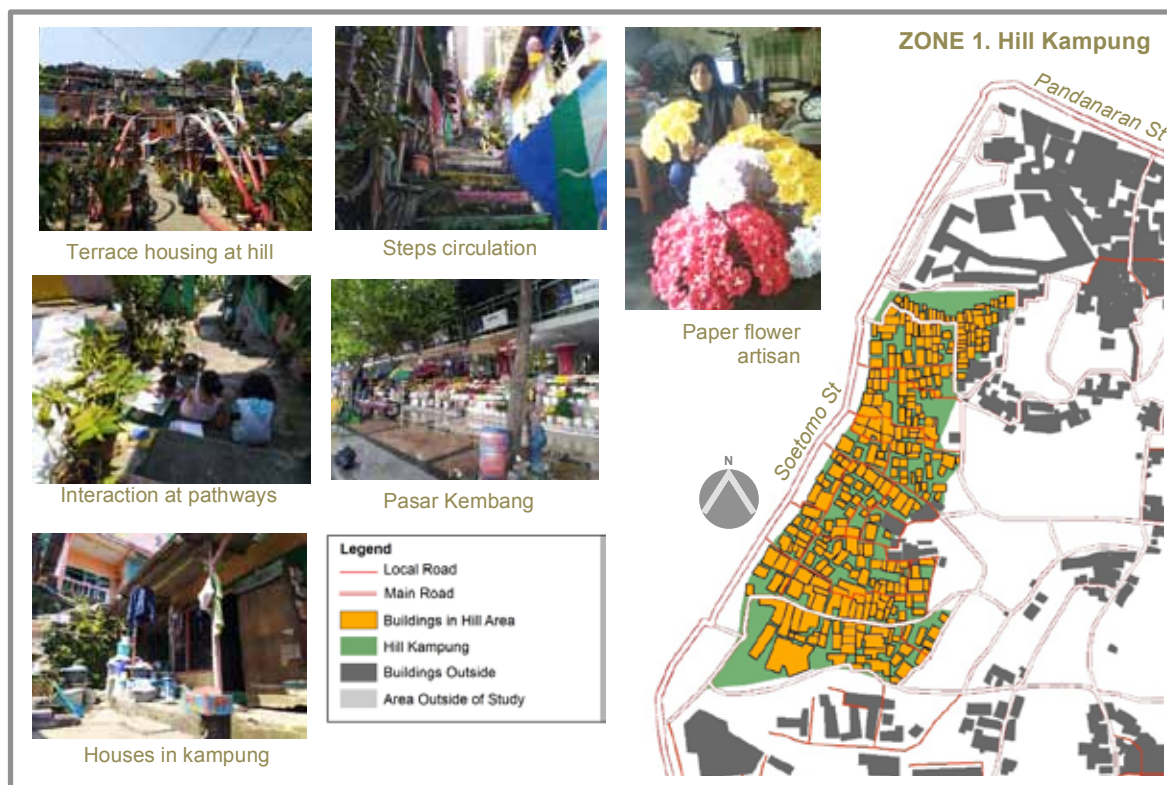 ZONE 1. Hill Kampung
Pandanaran St
Terrace housing at hill
Steps circulation
Paper flower
artisan
Soetomo St
N
Interaction at pathways
Pasar Kembang
Legend
Local Road
Main Road
Buildings in Hill Area
Hill Kampung
Buildings Outside
Area Outside of Study
Houses in kampung